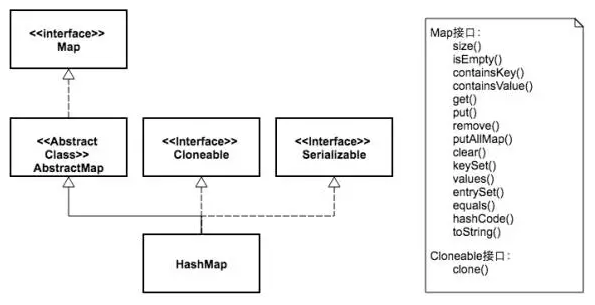 <<interface>>
Map
<<Abstract
Class>>
AbstractMap
<<Interface>>
Cloneable
<<Interface>>
Serializable
HashMap
Map接口：
size()
isEmpty()
containsKey()
containsValue()
get()
put()
remove()
putAllMap()
clear()
keySet()
values()
entrySet()
equals()
hashCode()
toString()
Cloneable接口：
clone()